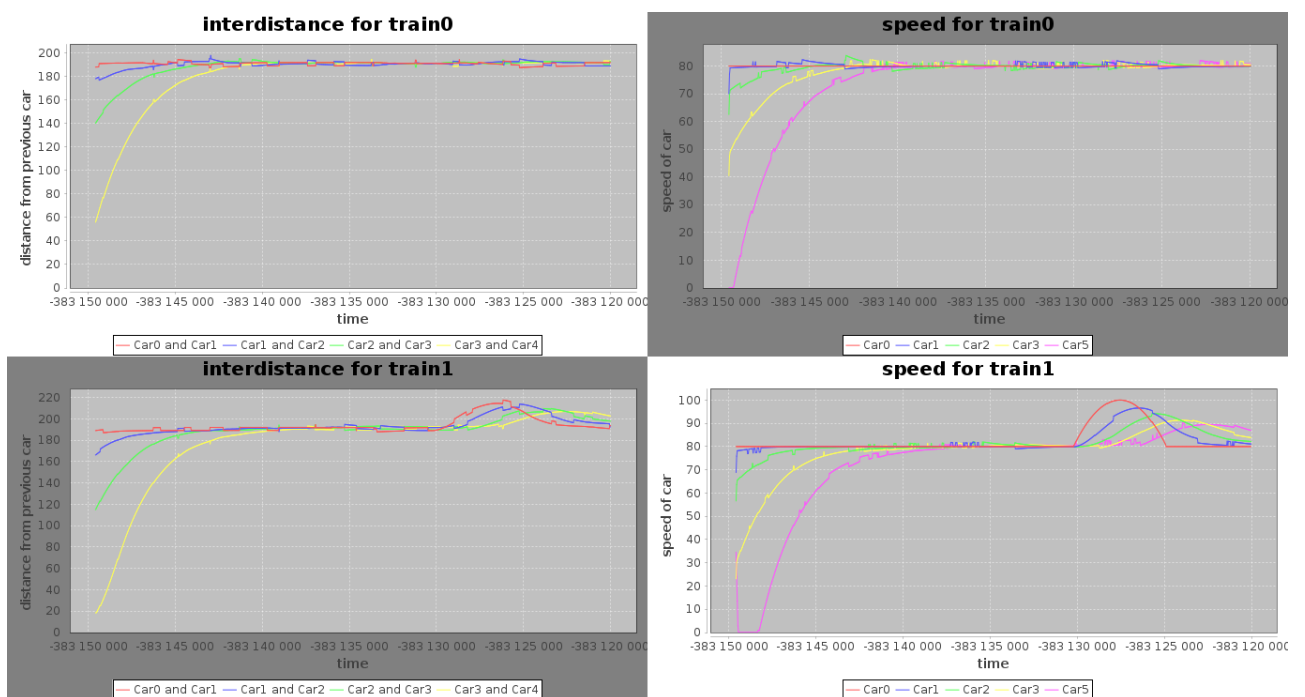 interdistance for train0
distance from previous car
200
180
160
140
120
100
80
60
40
20
0
-383 150 000 -383 145 000 -383 140 000 -383 135 000 -383 130 000 -383 125 000 -383 120 000
time
Car0 and Car1 Car1 and Car2 Car2 and Car3 Car3 and Car4
speed for train0
speed of car
80
70
60
50
40
30
20
10
0
-383 150 000 -383 145 000 -383 140 000 -383 135 000 -383 130 000 -383 125 000 -383 120 000
time
Car0 Car1 Car2 Car3 Car5
interdistance for train1
distance from previous car
220
200
180
160
140
120
100
80
60
40
20
0
-383 150 000 -383 145 000 -383 140 000 -383 135 000 -383 130 000 -383 125 000 -383 120 000
time
Car0 and Car1 Car1 and Car2 Car2 and Car3 Car3 and Car4
speed for train1
speed of car
100
90
80
70
60
50
40
30
20
10
0
-383 150 000 -383 145 000 -383 140 000 -383 135 000 -383 130 000 -383 125 000 -383 120 000
time
Car0 Car1 Car2 Car3 Car5